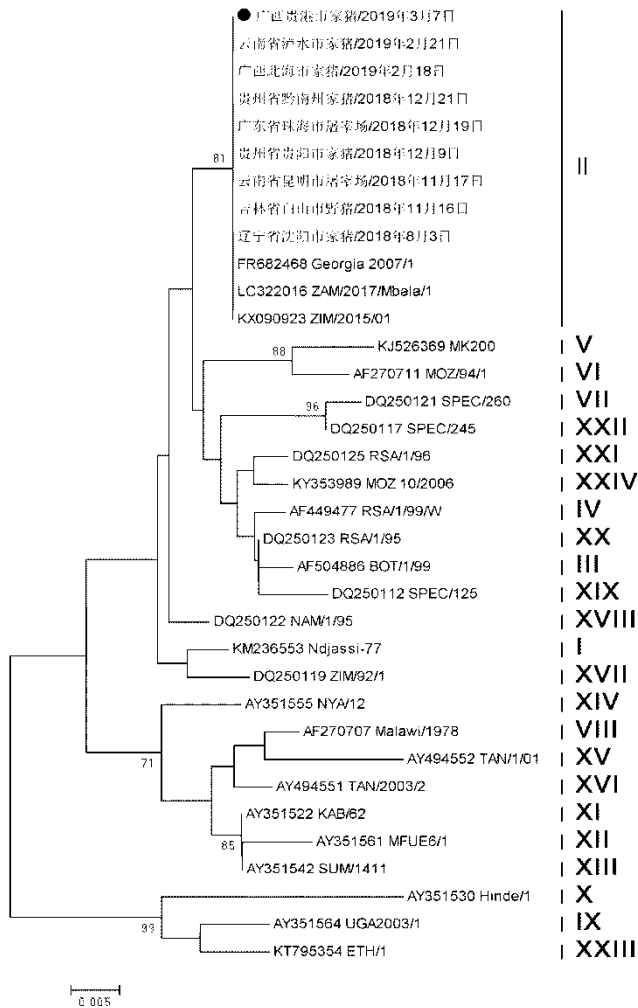 广西贵港市家猪/2019年3月7日
云南省泸水市家猪/2019年2月21日
广西北海市家猪/2019年2月18日
贵州省黔南州家猪/2018年12月21日
广东省珠海市屠宰场/2018年12月19日
贵州省贵阳市家猪/2018年12月9日
81
云南省昆明市屠宰场/2018年11月17日
II
吉林省白山市野猪/2018年11月16日
辽宁省沈阳市家猪/2018年8月3日
FR682468 Georgia 2007/1
LC322016 ZAM/2017/Mbala/1
KX090923 ZIM/2015/01
88
KJ526369 MK200 V
AF270711 MOZ/94/1 VI
96
DQ250121 SPEC/260 VII
DQ250117 SPEC/245 XXII
DQ250125 RSA/1/96 XXI
KY353989 MOZ 10/2006 XXIV
AF449477 RSA/1/99/W IV
DQ250123 RSA/1/95 XX
AF504886 BOT/1/99 III
DQ250112 SPEC/125 XIX
DQ250122 NAM/1/95 XVIII
KM236553 Ndjassi-77 I
DQ250119 ZIM/92/1 XVII
AY351555 NYA/12 XIV
AF270707 Malawi/1978 VIII
71
AY494552 TAN/1/01 XV
AY494551 TAN/2003/2 XVI
AY351522 KAB/62 XI
85
AY351561 MFUE6/1 XII
AY351542 SUM/1411 XIII
AY351530 Hinde/1 X
99
AY351564 UGA2003/1 IX
KT795354 ETH/1 XXIII
0.005